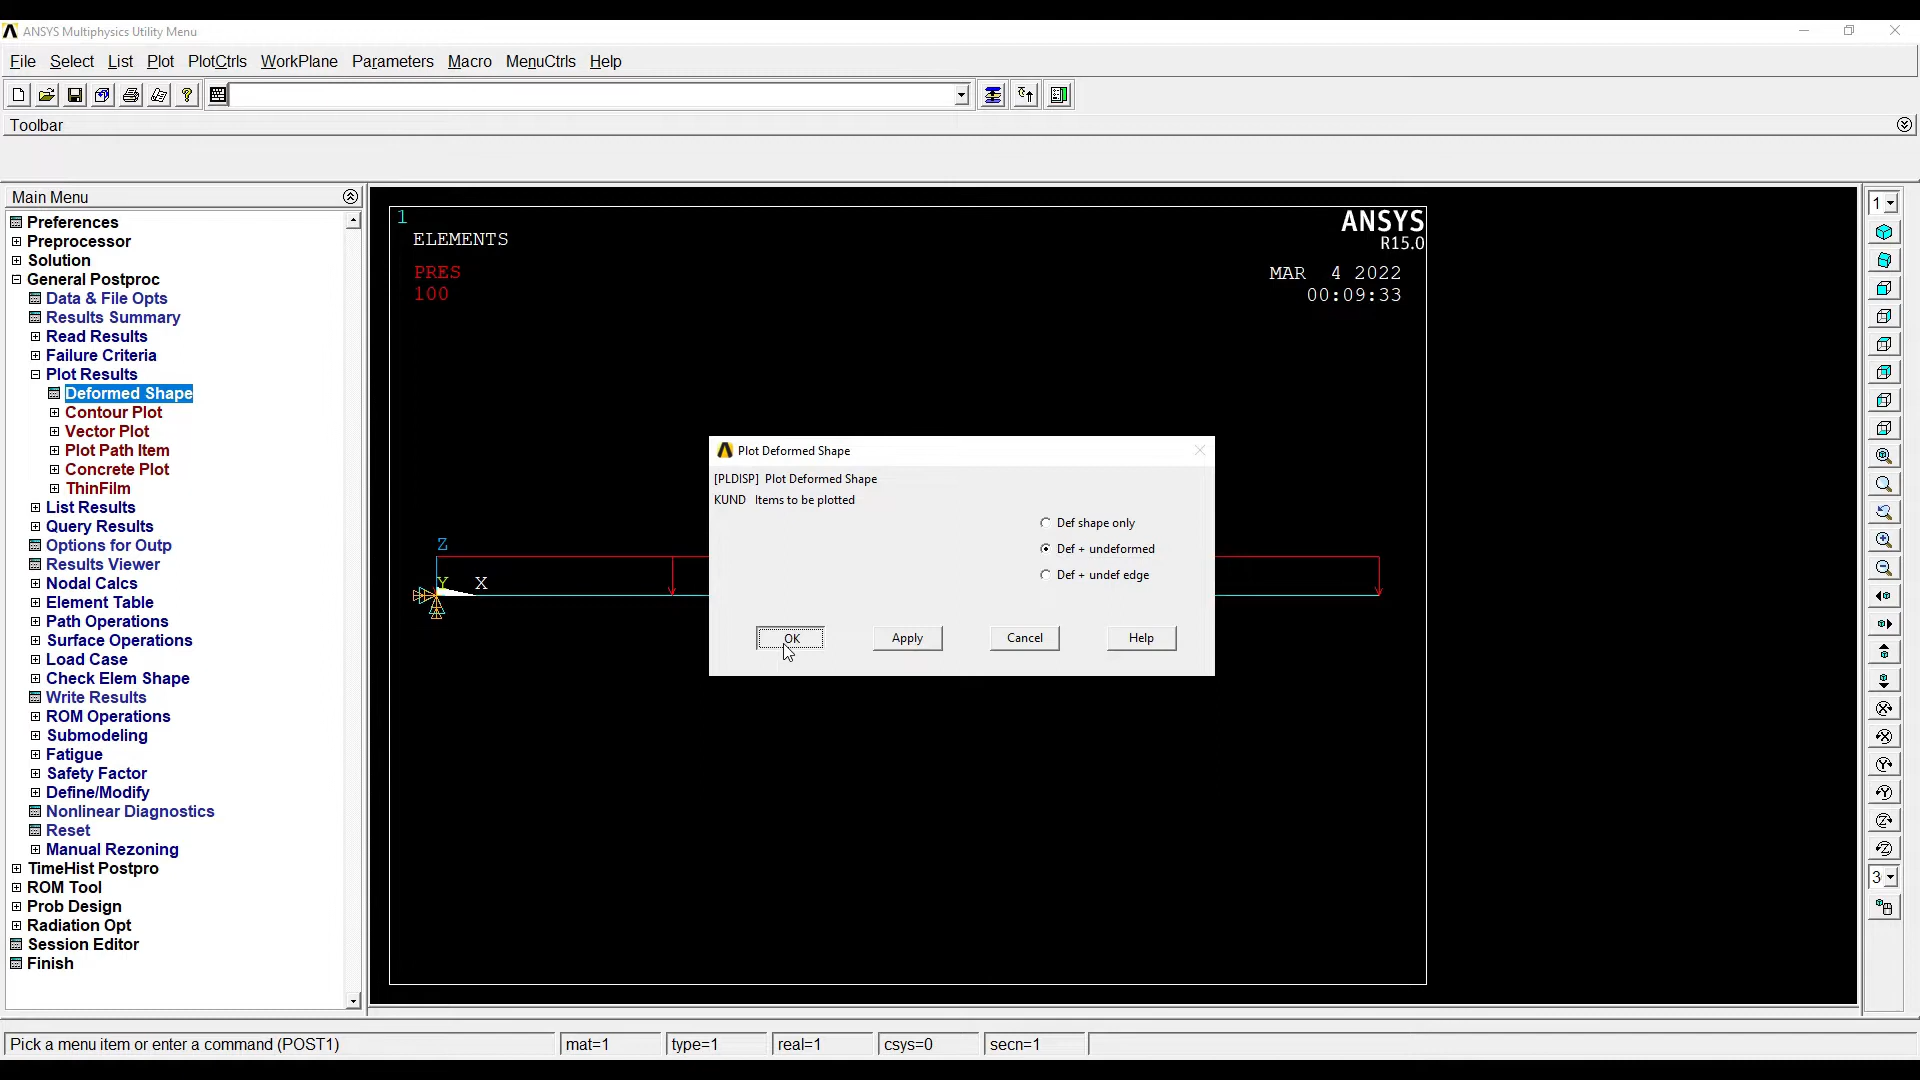 ANSYS Multiphysics Utility Menu
File Select List Plot PlotCtrls WorkPlane Parameters Macro MenuCtrls Help
Toolbar
Main Menu
Preferences
Preprocessor
Solution
General Postproc
Data & File Opts
Results Summary
Read Results
Failure Criteria
Plot Results
Deformed Shape
Contour Plot
Vector Plot
Plot Path Item
Concrete Plot
ThinFilm
List Results
Query Results
Options for Outp
Results Viewer
Nodal Calcs
Element Table
Path Operations
Surface Operations
Load Case
Check Elem Shape
Write Results
ROM Operations
Submodeling
Fatigue
Safety Factor
Define/Modify
Nonlinear Diagnostics
Reset
Manual Rezoning
TimeHist Postpro
ROM Tool
Prob Design
Radiation Opt
Session Editor
Finish
1
ELEMENTS
PRES
100
ANSYS
R15.0
MAR 4 2022
00:09:33
Z
Y X
Plot Deformed Shape
[PLDISP] Plot Deformed Shape
KUND Items to be plotted
Def shape only
Def + undeformed
Def + undef edge
OK Apply Cancel Help
1
3
Pick a menu item or enter a command (POST1) mat=1 type=1 real=1 csys=0 secn=1